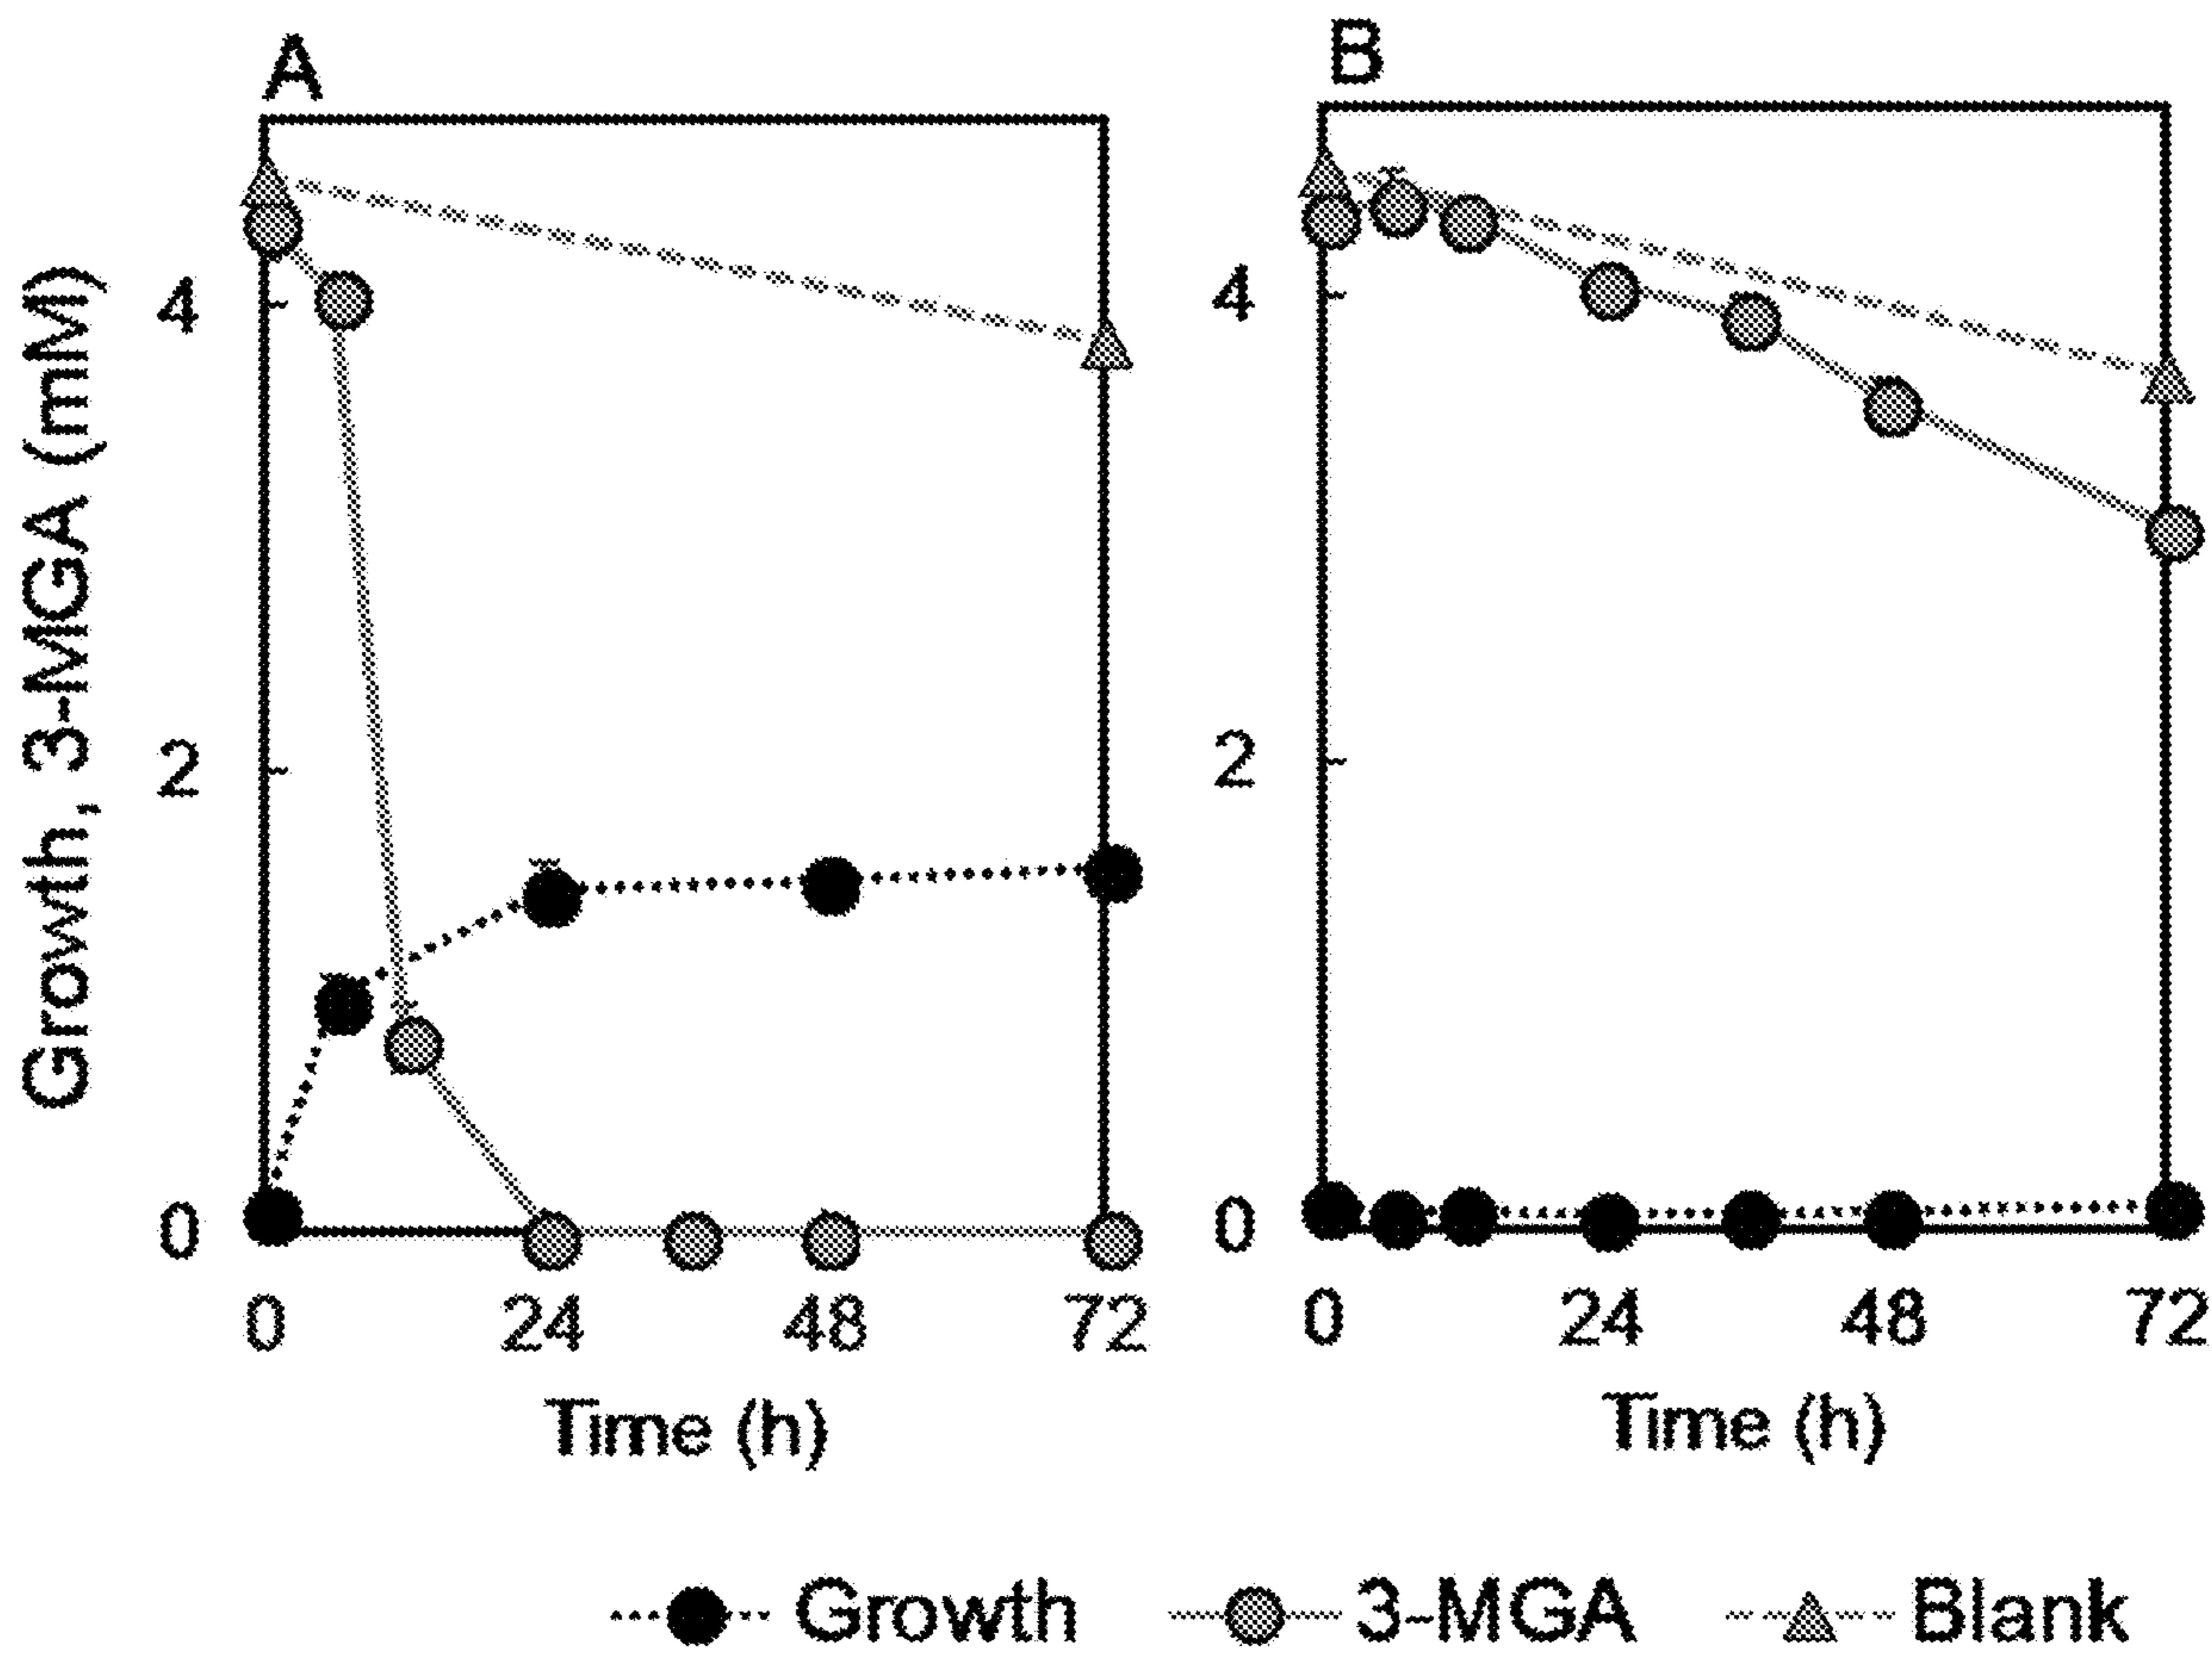 A
B
Growth, 3-MGA (mM)
4
2
0
4
2
0
0 24 48 72
0 24 48 72
Time (h)
Time (h)
Growth 3-MGA Blank